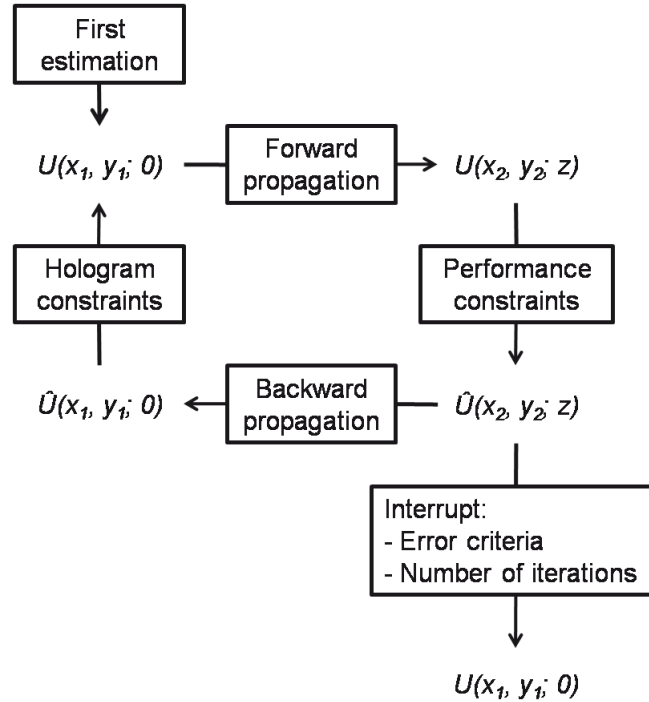 First
estimation
U(x₁, y₁; 0)
Forward
propagation
U(x₂, y₂; z)
Hologram
constraints
Performance
constraints
Û(x₁, y₁; 0)
Backward
propagation
Û(x₂, y₂; z)
Interrupt:
- Error criteria
- Number of iterations
U(x₁, y₁; 0)